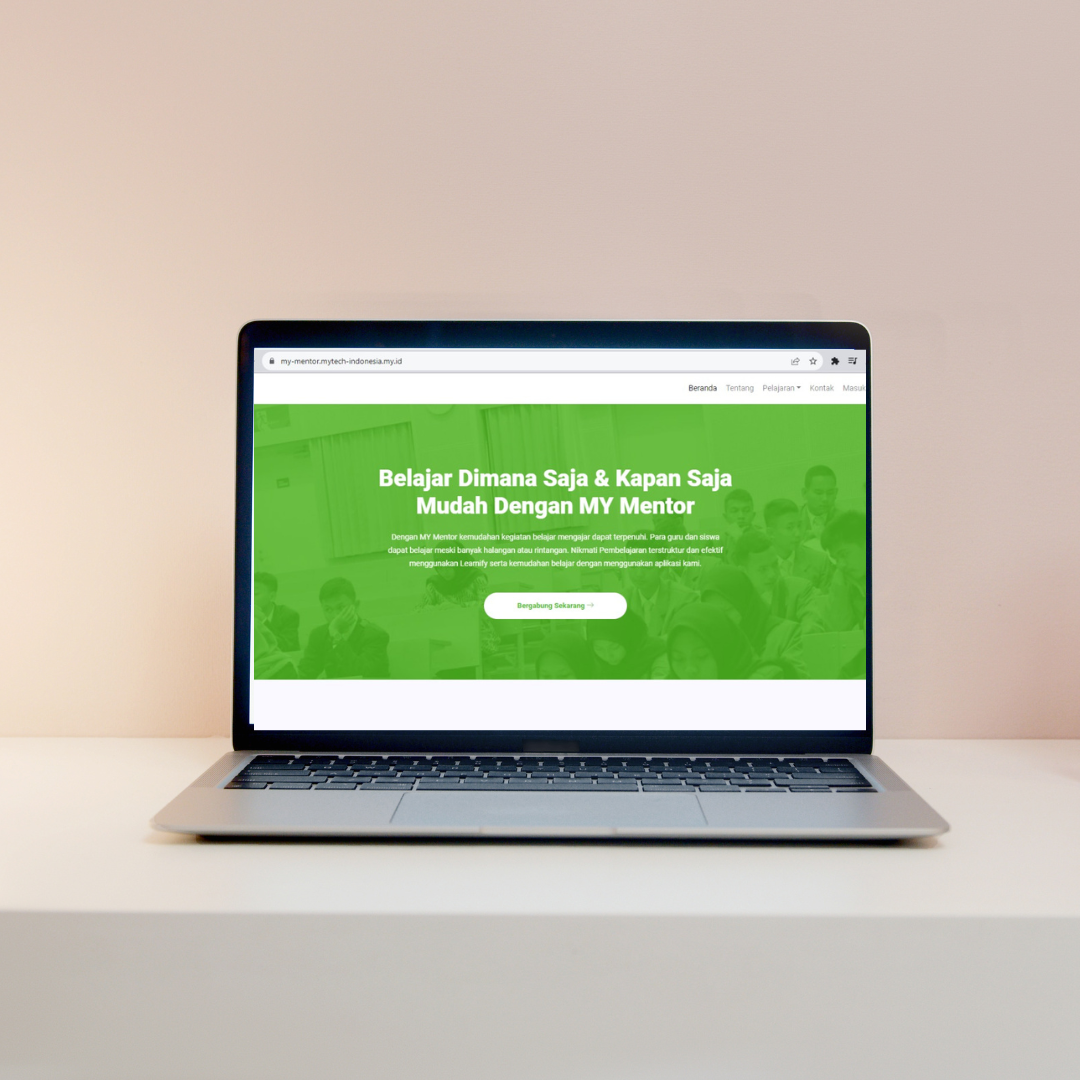 my-mentor.mytech-indonesia.my.id
Beranda Tentang Pelajaran Kontak Masuk
Belajar Dimana Saja & Kapan Saja
Mudah Dengan MY Mentor
Dengan MY Mentor kemudahan kegiatan belajar mengajar dapat terpenuhi. Para guru dan siswa
dapat belajar meski banyak halangan atau rintangan. Nikmati Pembelajaran terstruktur dan efektif
menggunakan Learnify serta kemudahan belajar dengan menggunakan aplikasi kami.
Bergabung Sekarang →